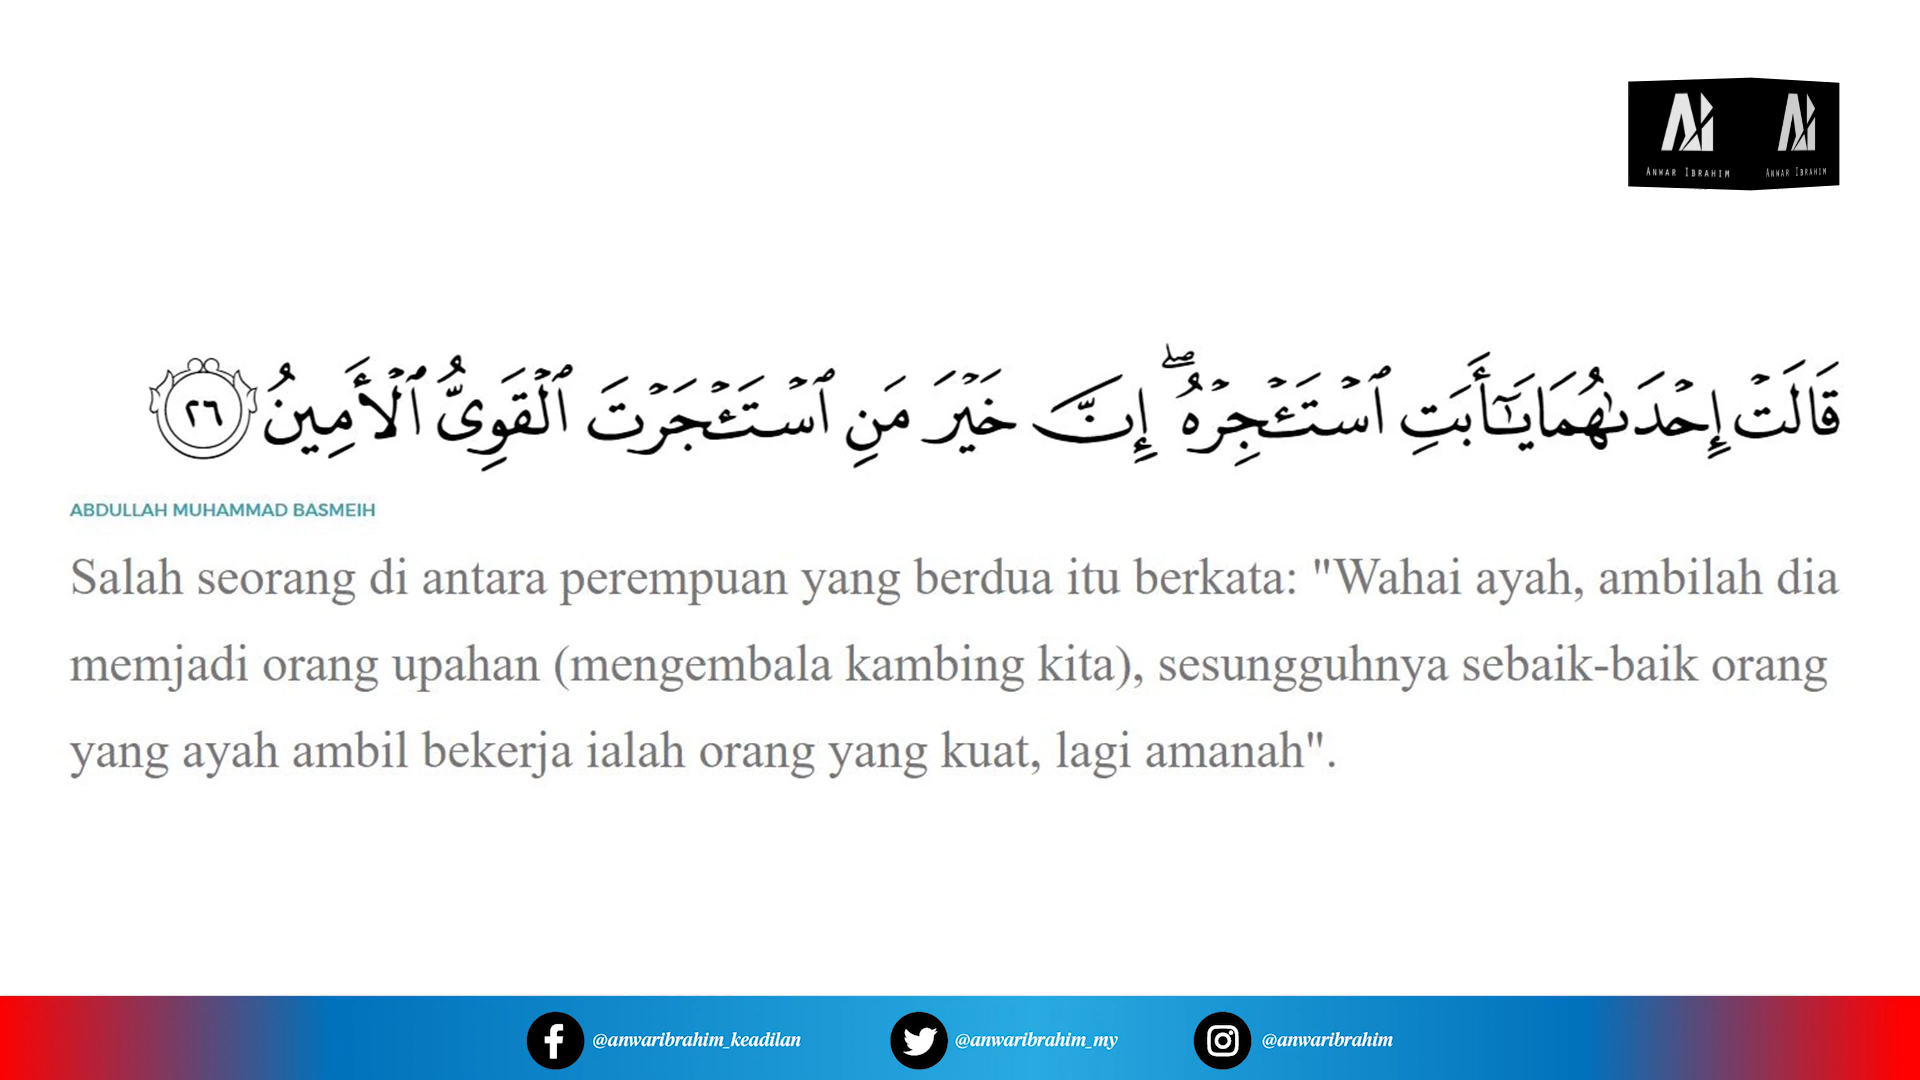 Anwar Ibrahim Anwar Ibrahim
قَالَتْ إِحْدَىٰهُمَا يَـٰٓأَبَتِ ٱسْتَـْٔجِرْهُ ۖ إِنَّ خَيْرَ مَنِ ٱسْتَـْٔجَرْتَ ٱلْقَوِىُّ ٱلْأَمِينُ ٢٦
ABDULLAH MUHAMMAD BASMEIH
Salah seorang di antara perempuan yang berdua itu berkata: "Wahai ayah, ambilah dia
memjadi orang upahan (mengembala kambing kita), sesungguhnya sebaik-baik orang
yang ayah ambil bekerja ialah orang yang kuat, lagi amanah".
@anwaribrahim_keadilan @anwaribrahim_my @anwaribrahim